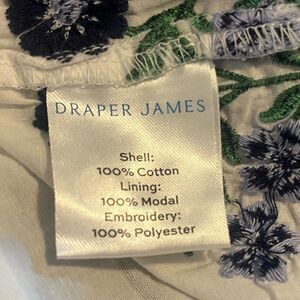 DRAPER JAMES
Shell:
100% Cotton
Lining:
100% Modal
Embroidery:
100% Polyester